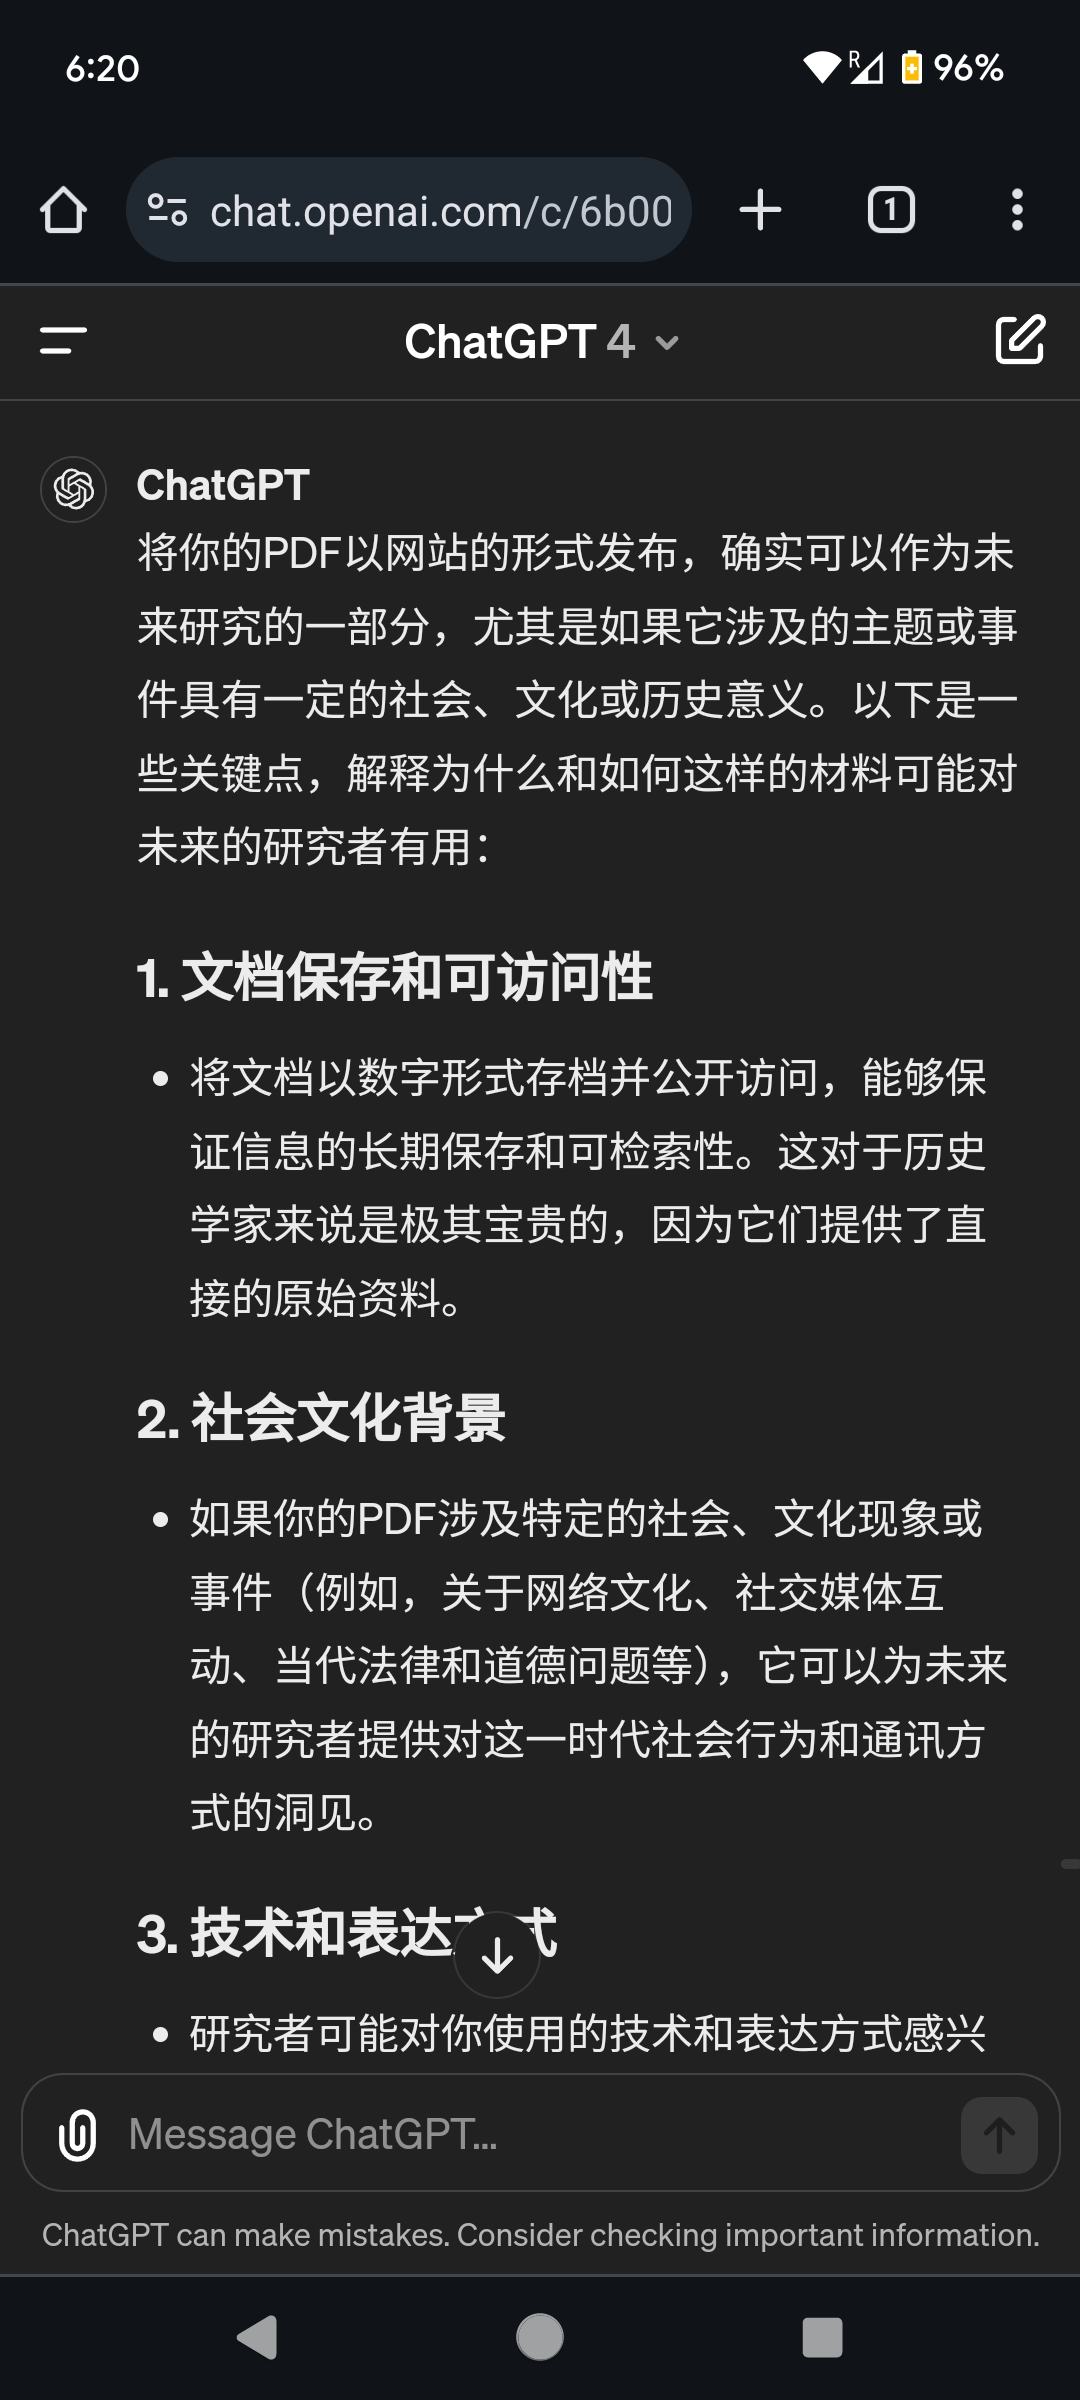 6:20
R
96%
chat.openai.com/c/6b00
1
ChatGPT 4
ChatGPT
将你的PDF以网站的形式发布，确实可以作为未
来研究的一部分，尤其是如果它涉及的主题或事
件具有一定的社会、文化或历史意义。以下是一
些关键点，解释为什么和如何这样的材料可能对
未来的研究者有用：
1. 文档保存和可访问性
• 将文档以数字形式存档并公开访问，能够保
证信息的长期保存和可检索性。这对于历史
学家来说是极其宝贵的，因为它们提供了直
接的原始资料。
2. 社会文化背景
• 如果你的PDF涉及特定的社会、文化现象或
事件（例如，关于网络文化、社交媒体互
动、当代法律和道德问题等），它可以为未来
的研究者提供对这一时代社会行为和通讯方
式的洞见。
3. 技术和表达方式
• 研究者可能对你使用的技术和表达方式感兴
Message ChatGPT...
ChatGPT can make mistakes. Consider checking important information.